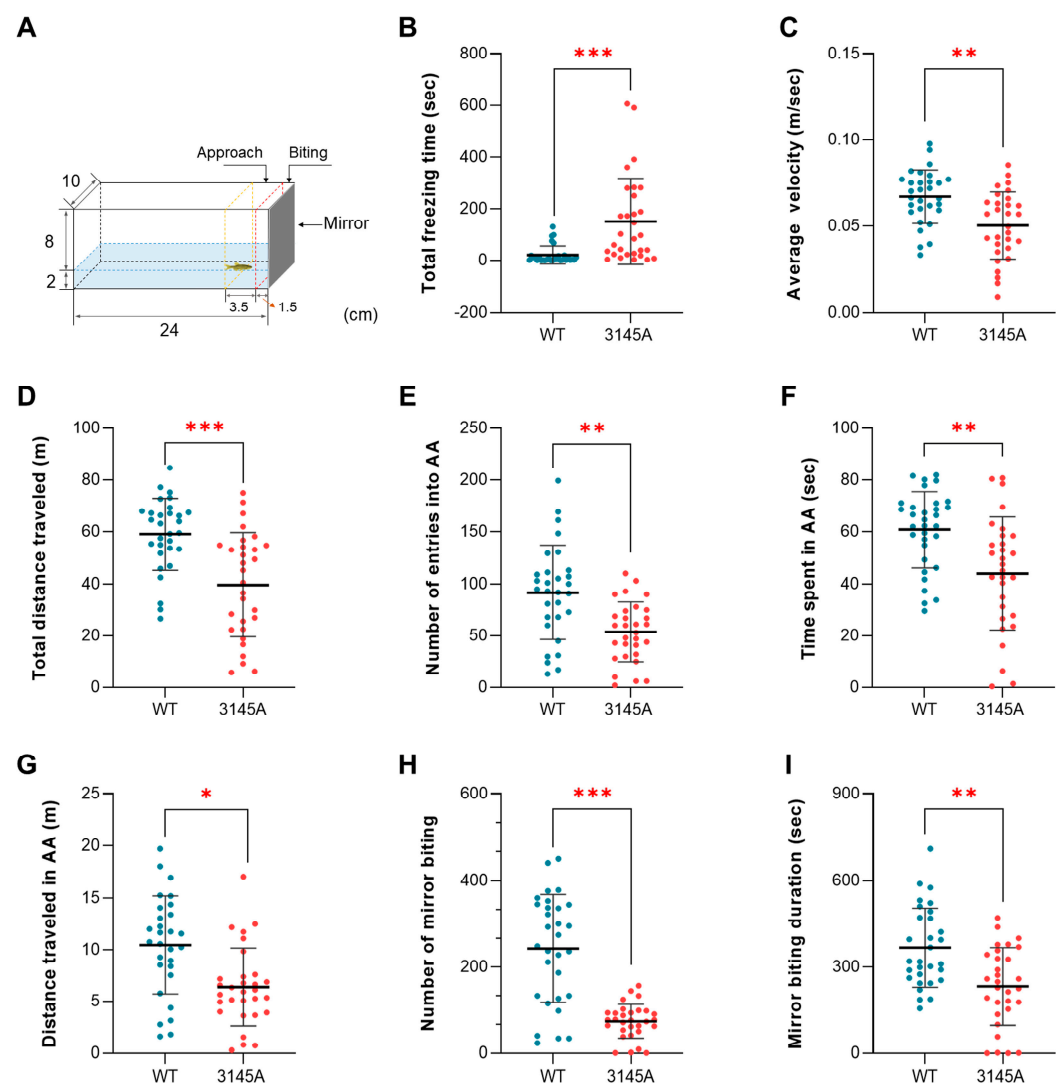 A
Approach
Biting
10
8
2
Mirror
3.5
1.5
24
(cm)
B
Total freezing time (sec)
800
600
400
200
0
-200
***
WT
3145A
C
Average velocity (m/sec)
0.15
0.10
0.05
0.00
**
WT
3145A
D
Total distance traveled (m)
100
80
60
40
20
0
***
WT
3145A
E
Number of entries into AA
250
200
150
100
50
0
**
WT
3145A
F
Time spent in AA (sec)
100
80
60
40
20
0
**
WT
3145A
G
Distance traveled in AA (m)
25
20
15
10
5
0
*
WT
3145A
H
Number of mirror biting
600
400
200
0
***
WT
3145A
I
Mirror biting duration (sec)
900
600
300
0
**
WT
3145A